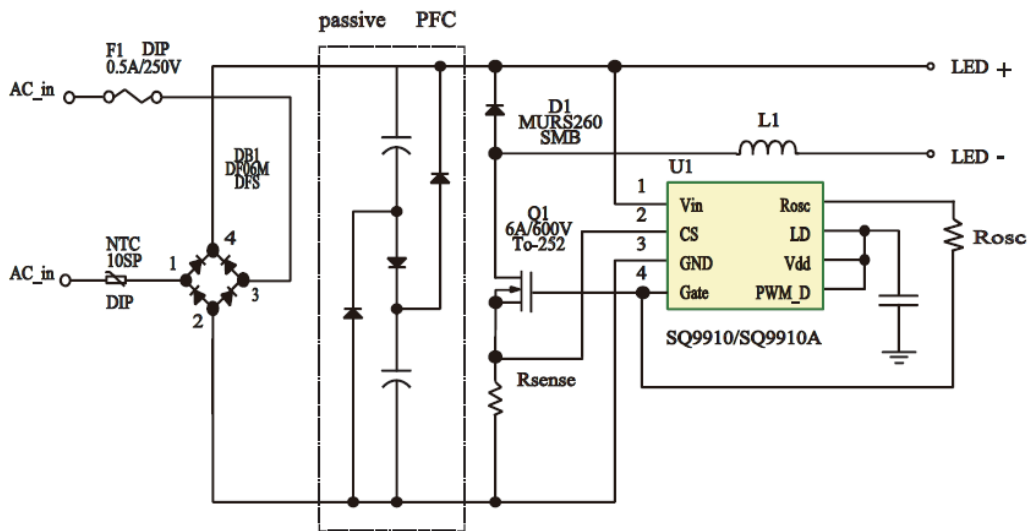 passive PFC
F1 DIP
0.5A/250V
AC_in
LED +
D1
MURS260
SMB
L1
LED -
DB1
DF06M
DFS
U1
1
2
3
4
Vin
CS
GND
Gate
Rosc
LD
Vdd
PWM_D
Rosc
Q1
6A/600V
To-252
NTC
10SP
DIP
AC_in
1
4
3
2
SQ9910/SQ9910A
Rsense